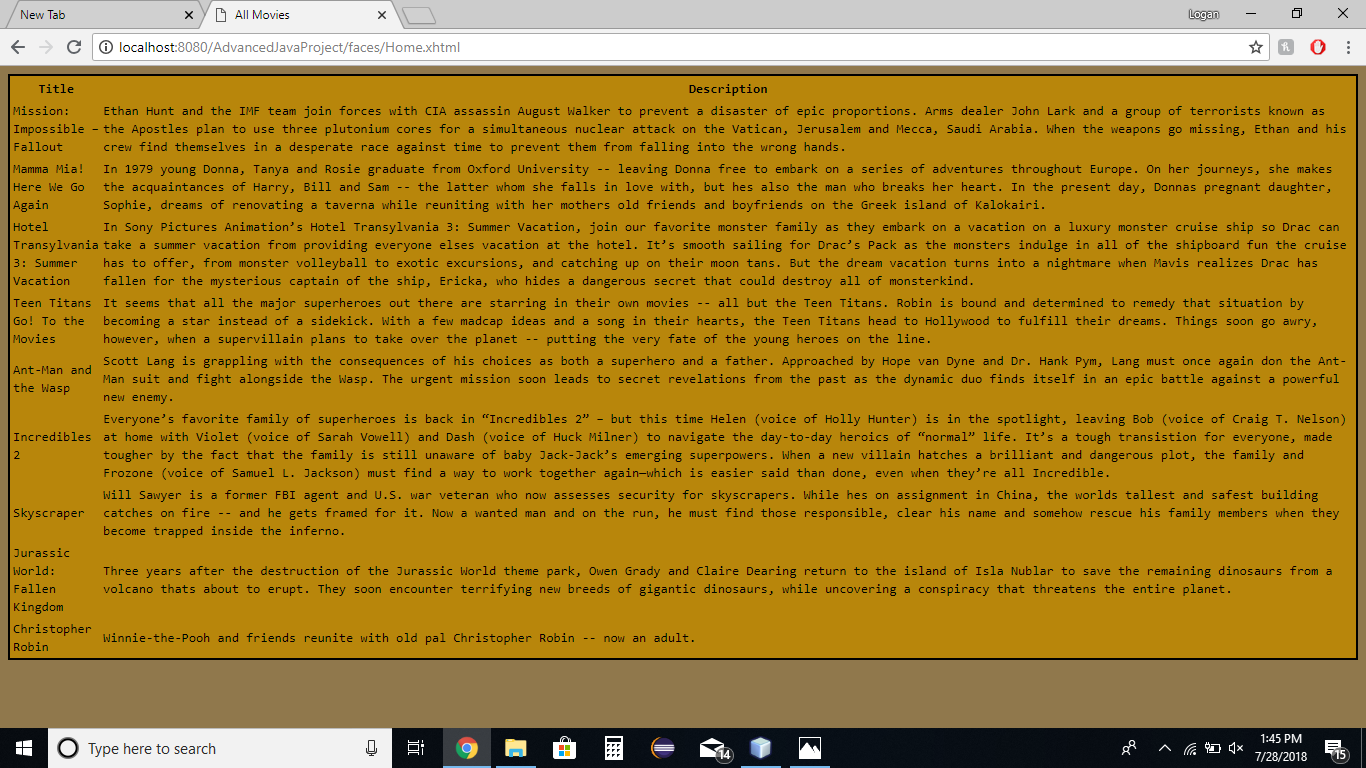 New Tab
All Movies
Logan
localhost:8080/AdvancedJavaProject/faces/Home.xhtml
Title
Description
Mission:
Impossible –
Fallout
Ethan Hunt and the IMF team join forces with CIA assassin August Walker to prevent a disaster of epic proportions. Arms dealer John Lark and a group of terrorists known as
the Apostles plan to use three plutonium cores for a simultaneous nuclear attack on the Vatican, Jerusalem and Mecca, Saudi Arabia. When the weapons go missing, Ethan and his
crew find themselves in a desperate race against time to prevent them from falling into the wrong hands.
Mamma Mia!
Here We Go
Again
In 1979 young Donna, Tanya and Rosie graduate from Oxford University -- leaving Donna free to embark on a series of adventures throughout Europe. On her journeys, she makes
the acquaintances of Harry, Bill and Sam -- the latter whom she falls in love with, but hes also the man who breaks her heart. In the present day, Donnas pregnant daughter,
Sophie, dreams of renovating a taverna while reuniting with her mothers old friends and boyfriends on the Greek island of Kalokairi.
Hotel
Transylvania
3: Summer
Vacation
In Sony Pictures Animation’s Hotel Transylvania 3: Summer Vacation, join our favorite monster family as they embark on a vacation on a luxury monster cruise ship so Drac can
take a summer vacation from providing everyone elses vacation at the hotel. It’s smooth sailing for Drac’s Pack as the monsters indulge in all of the shipboard fun the cruise
has to offer, from monster volleyball to exotic excursions, and catching up on their moon tans. But the dream vacation turns into a nightmare when Mavis realizes Drac has
fallen for the mysterious captain of the ship, Ericka, who hides a dangerous secret that could destroy all of monsterkind.
Teen Titans
Go! To the
Movies
It seems that all the major superheroes out there are starring in their own movies -- all but the Teen Titans. Robin is bound and determined to remedy that situation by
becoming a star instead of a sidekick. With a few madcap ideas and a song in their hearts, the Teen Titans head to Hollywood to fulfill their dreams. Things soon go awry,
however, when a supervillain plans to take over the planet -- putting the very fate of the young heroes on the line.
Ant-Man and
the Wasp
Scott Lang is grappling with the consequences of his choices as both a superhero and a father. Approached by Hope van Dyne and Dr. Hank Pym, Lang must once again don the Ant-
Man suit and fight alongside the Wasp. The urgent mission soon leads to secret revelations from the past as the dynamic duo finds itself in an epic battle against a powerful
new enemy.
Incredibles
2
Everyone’s favorite family of superheroes is back in “Incredibles 2” – but this time Helen (voice of Holly Hunter) is in the spotlight, leaving Bob (voice of Craig T. Nelson)
at home with Violet (voice of Sarah Vowell) and Dash (voice of Huck Milner) to navigate the day-to-day heroics of “normal” life. It’s a tough transistion for everyone, made
tougher by the fact that the family is still unaware of baby Jack-Jack’s emerging superpowers. When a new villain hatches a brilliant and dangerous plot, the family and
Frozone (voice of Samuel L. Jackson) must find a way to work together again—which is easier said than done, even when they’re all Incredible.
Skyscraper
Will Sawyer is a former FBI agent and U.S. war veteran who now assesses security for skyscrapers. While hes on assignment in China, the worlds tallest and safest building
catches on fire -- and he gets framed for it. Now a wanted man and on the run, he must find those responsible, clear his name and somehow rescue his family members when they
become trapped inside the inferno.
Jurassic
World:
Fallen
Kingdom
Three years after the destruction of the Jurassic World theme park, Owen Grady and Claire Dearing return to the island of Isla Nublar to save the remaining dinosaurs from a
volcano thats about to erupt. They soon encounter terrifying new breeds of gigantic dinosaurs, while uncovering a conspiracy that threatens the entire planet.
Christopher
Robin
Winnie-the-Pooh and friends reunite with old pal Christopher Robin -- now an adult.
Type here to search
14
1:45 PM
7/28/2018
15